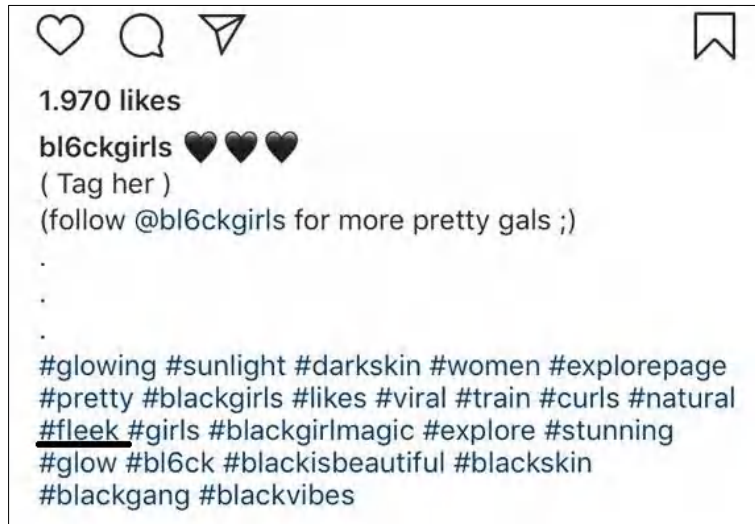 1.970 likes
bl6ckgirls 🖤🖤🖤
( Tag her )
(follow @bl6ckgirls for more pretty gals ;)
.
.
.
#glowing #sunlight #darkskin #women #explorepage
#pretty #blackgirls #likes #viral #train #curls #natural
#fleek #girls #blackgirlmagic #explore #stunning
#glow #bl6ck #blackisbeautiful #blackskin
#blackgang #blackvibes